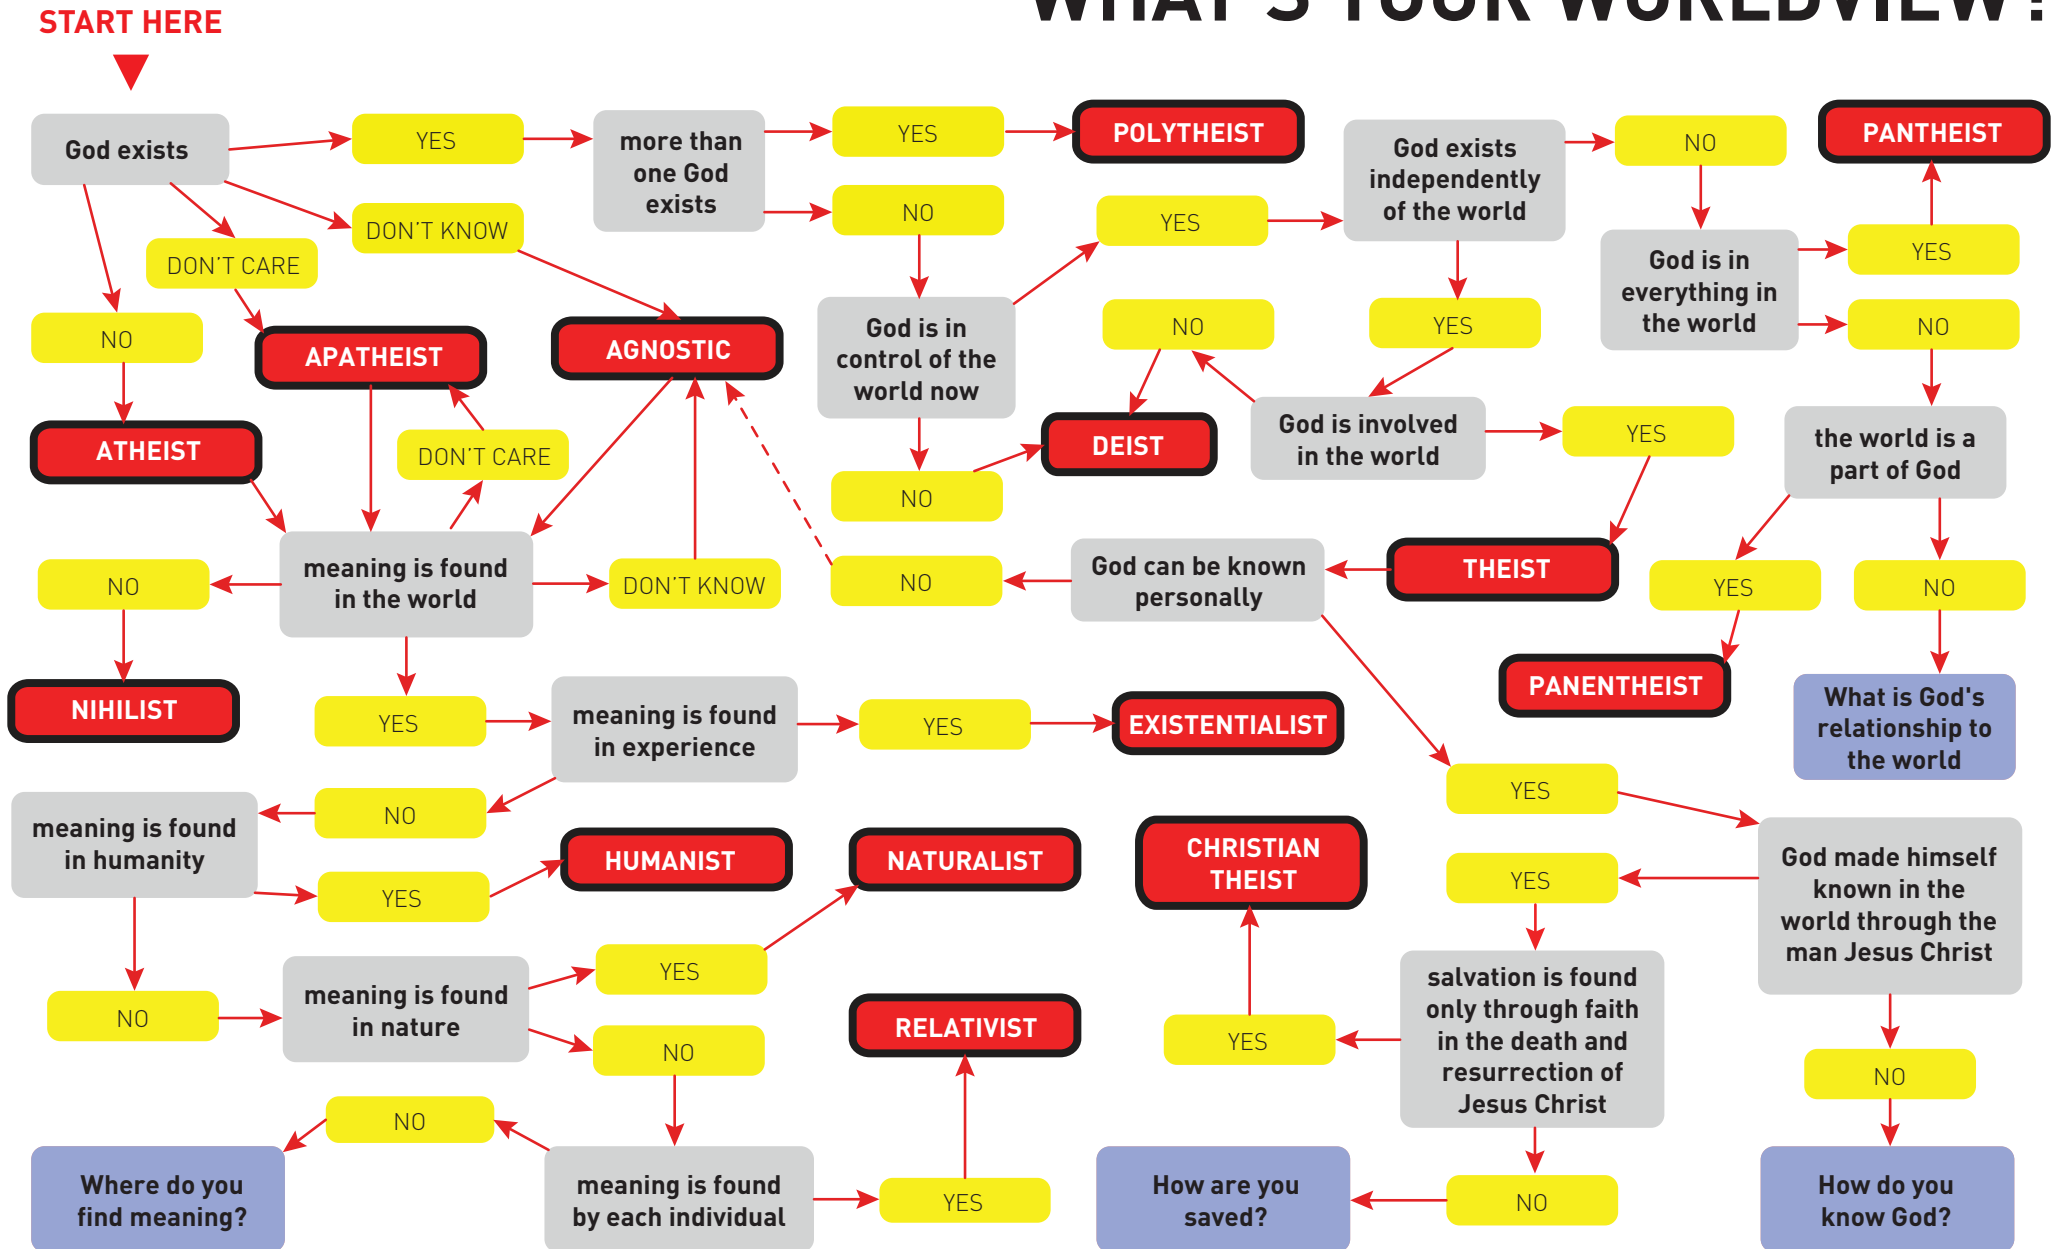 WHAT'S YOUR WORLDVIEW?
START HERE
God exists
YES
more than
one God
exists
YES
POLYTHEIST
NO
DON'T KNOW
DON'T CARE
NO
APATHEIST
AGNOSTIC
ATHEIST
God is in
control of the
world now
YES
God exists
independently
of the world
NO
PANTHEIST
God is in
everything in
the world
YES
NO
YES
NO
DEIST
NO
God is involved
in the world
YES
the world is a
part of God
THEIST
YES
NO
PANENTHEIST
What is God's
relationship to
the world
God can be known
personally
NO
DON'T CARE
meaning is found
in the world
NO
DON'T KNOW
NIHILIST
YES
meaning is found
in experience
YES
EXISTENTIALIST
NO
meaning is found
in humanity
YES
HUMANIST
NATURALIST
NO
meaning is found
in nature
YES
NO
RELATIVIST
NO
meaning is found
by each individual
YES
Where do you
find meaning?
YES
God made himself
known in the
world through the
man Jesus Christ
YES
CHRISTIAN
THEIST
salvation is found
only through faith
in the death and
resurrection of
Jesus Christ
YES
NO
NO
How are you
saved?
How do you
know God?